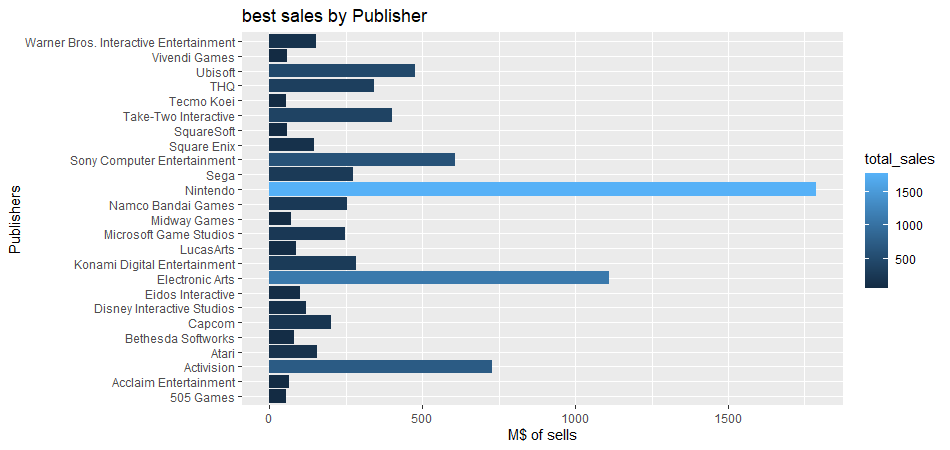 best sales by Publisher
Publishers
Warner Bros. Interactive Entertainment
Vivendi Games
Ubisoft
THQ
Tecmo Koei
Take-Two Interactive
SquareSoft
Square Enix
Sony Computer Entertainment
Sega
Nintendo
Namco Bandai Games
Midway Games
Microsoft Game Studios
LucasArts
Konami Digital Entertainment
Electronic Arts
Eidos Interactive
Disney Interactive Studios
Capcom
Bethesda Softworks
Atari
Activision
Acclaim Entertainment
505 Games
0 500 1000 1500
M$ of sells
total_sales
1500
1000
500